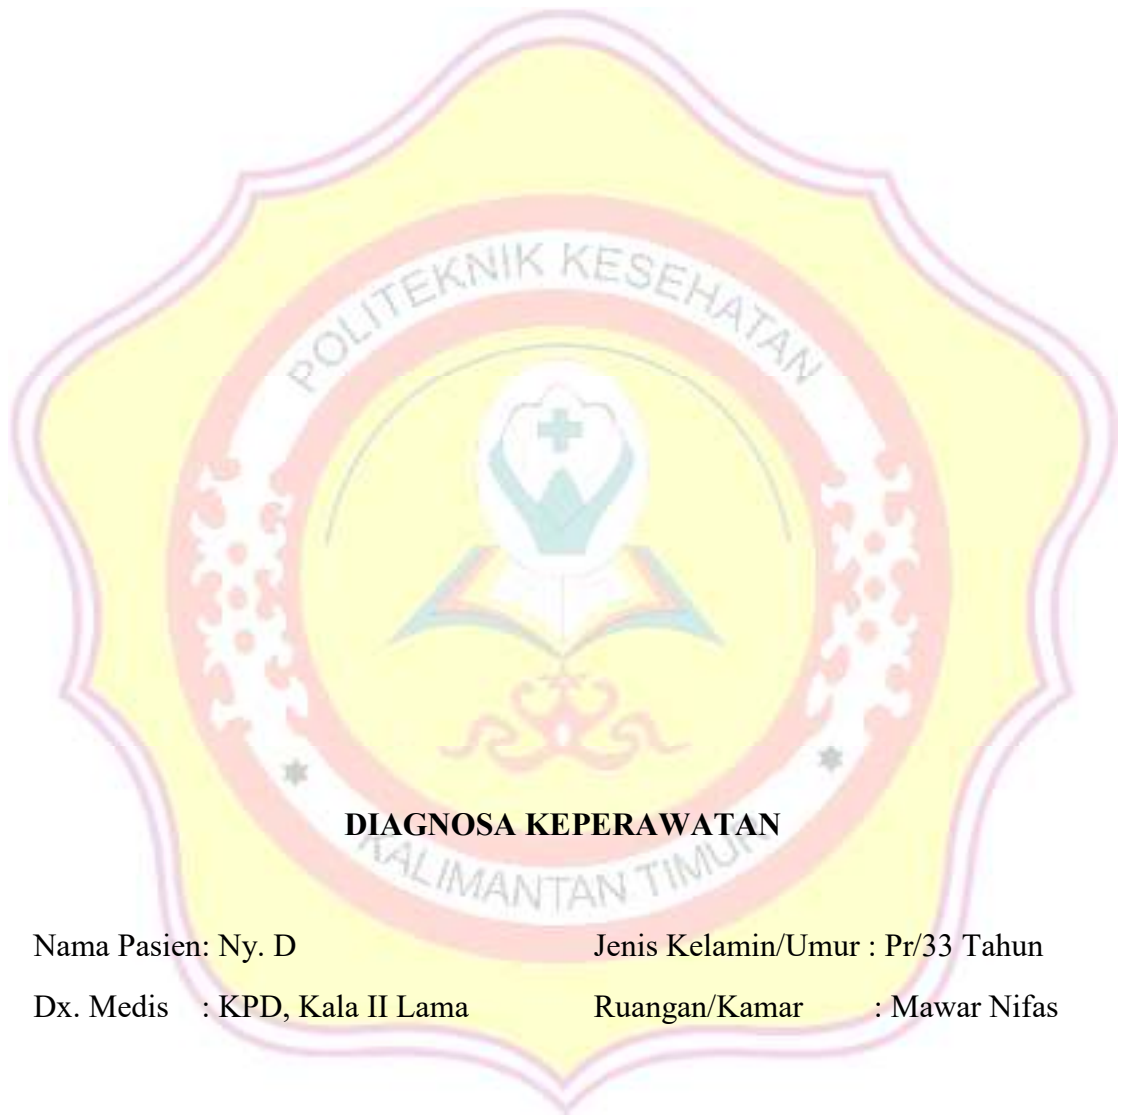 POLITEKNIK KESEHATAN
DIAGNOSA KEPERAWATAN
KALIMANTAN TIMUR
Nama Pasien: Ny. D Jenis Kelamin/Umur : Pr/33 Tahun
Dx. Medis : KPD, Kala II Lama Ruangan/Kamar : Mawar Nifas